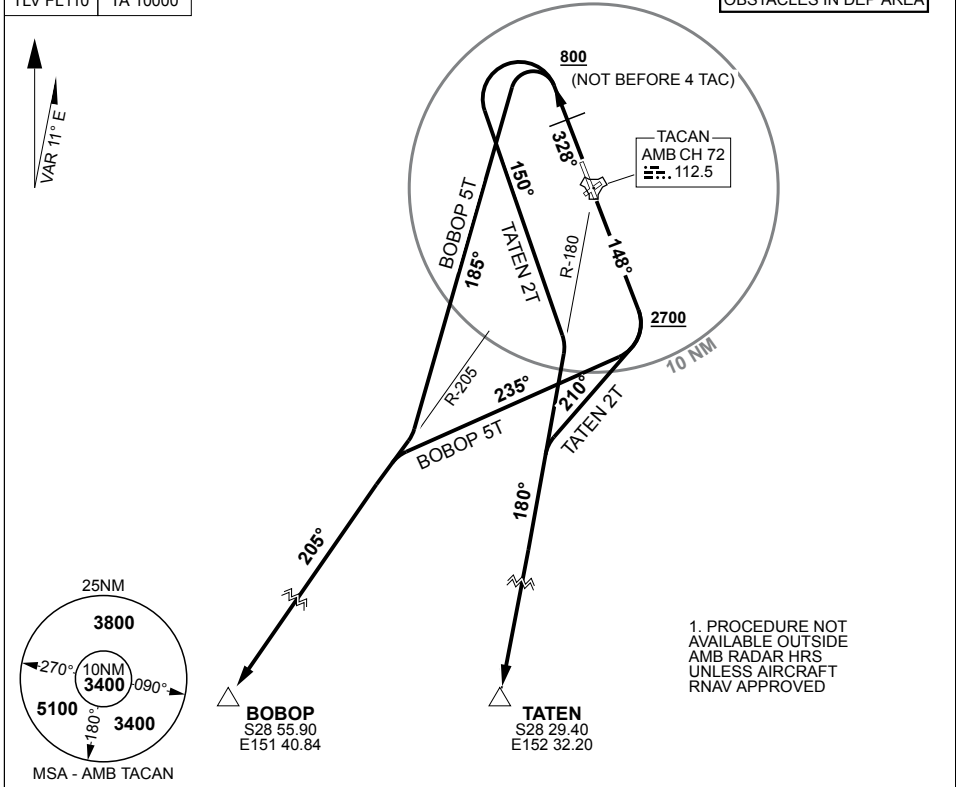 TLV FL110
TA 10000
OBSTACLES IN DEP AREA
VAR 11° E
800
(NOT BEFORE 4 TAC)
328°
TACAN
AMB CH 72
112.5
150°
BOBOP 5T
185°
TATEN 2T
R-180
148°
2700
10 NM
R-205
235°
210°
BOBOP 5T
TATEN 2T
180°
205°
25NM
3800
270°
10NM
3400
090°
5100
180°
3400
MSA - AMB TACAN
BOBOP
S28 55.90
E151 40.84
TATEN
S28 29.40
E152 32.20
1. PROCEDURE NOT
AVAILABLE OUTSIDE
AMB RADAR HRS
UNLESS AIRCRAFT
RNAV APPROVED